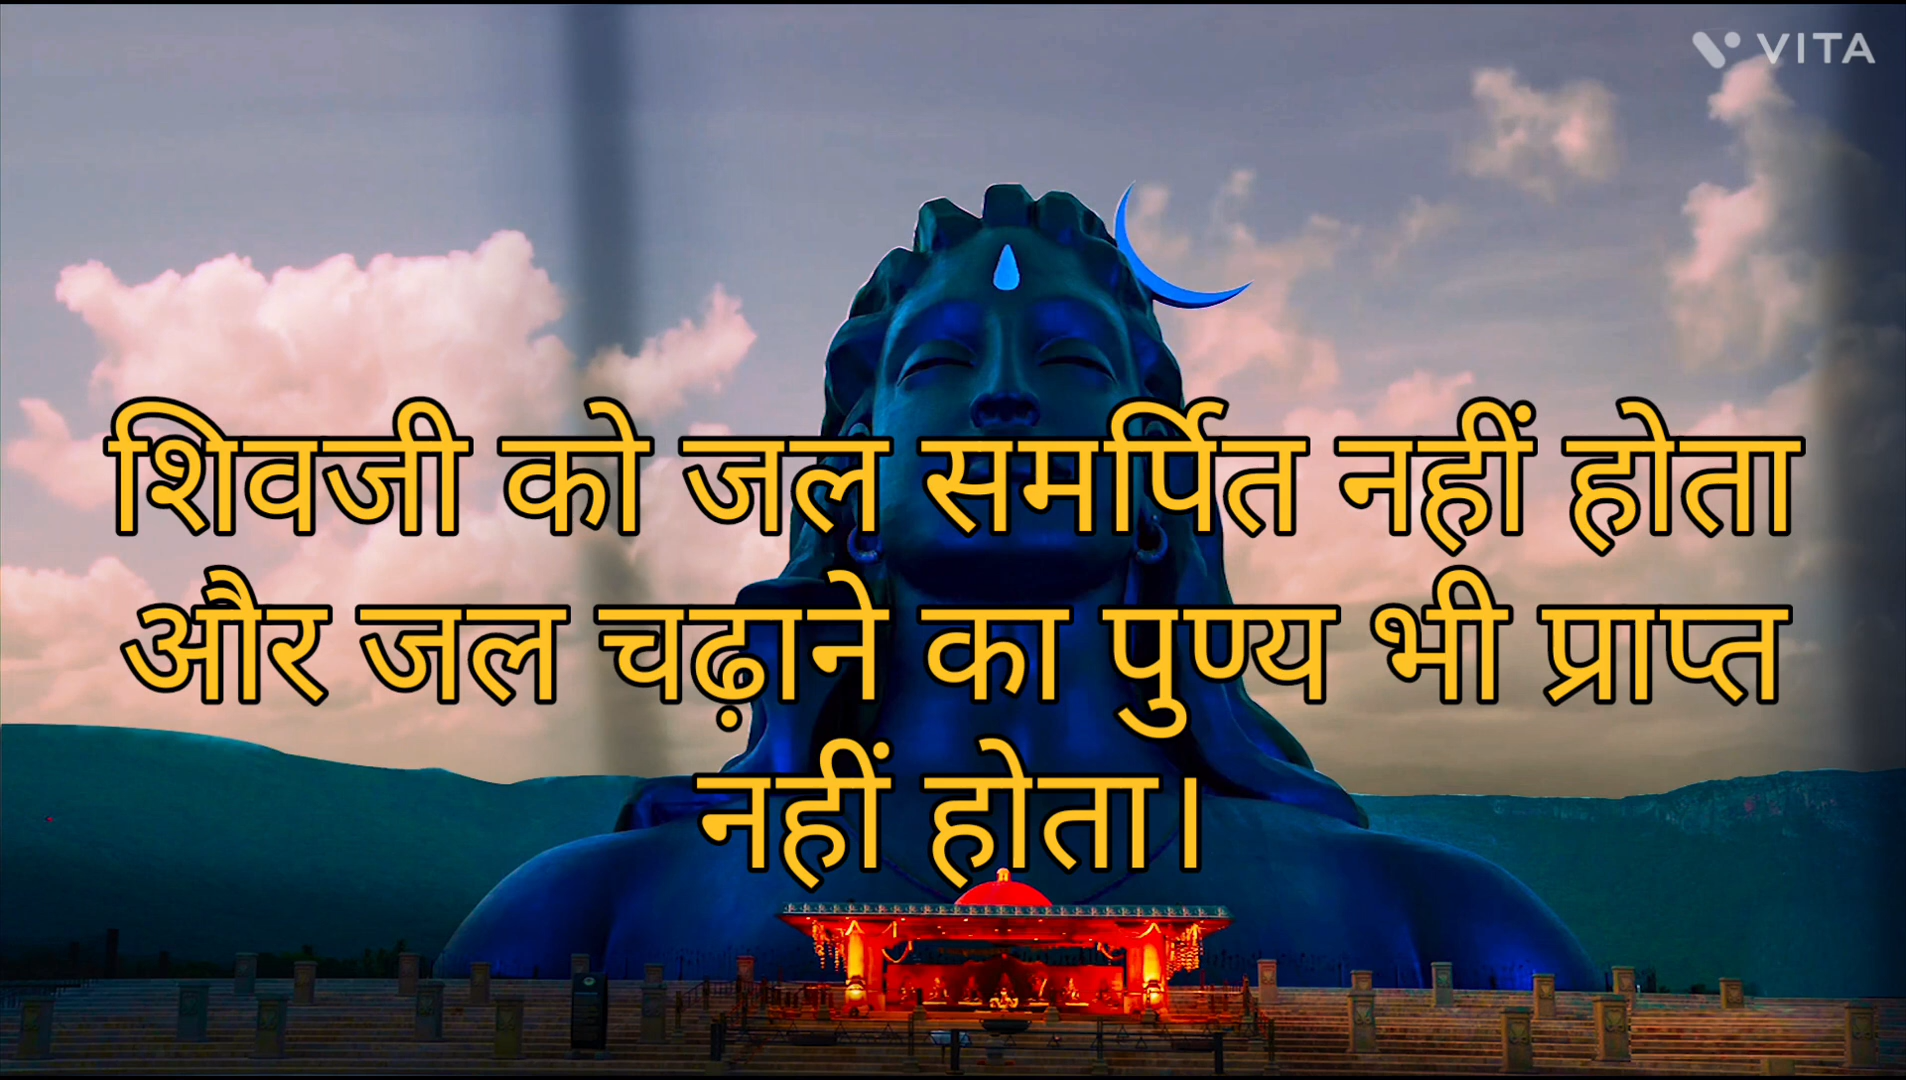 VITA
शिवजी को जल समर्पित नहीं होता
और जल चढ़ाने का पुण्य भी प्राप्त
नहीं होता।